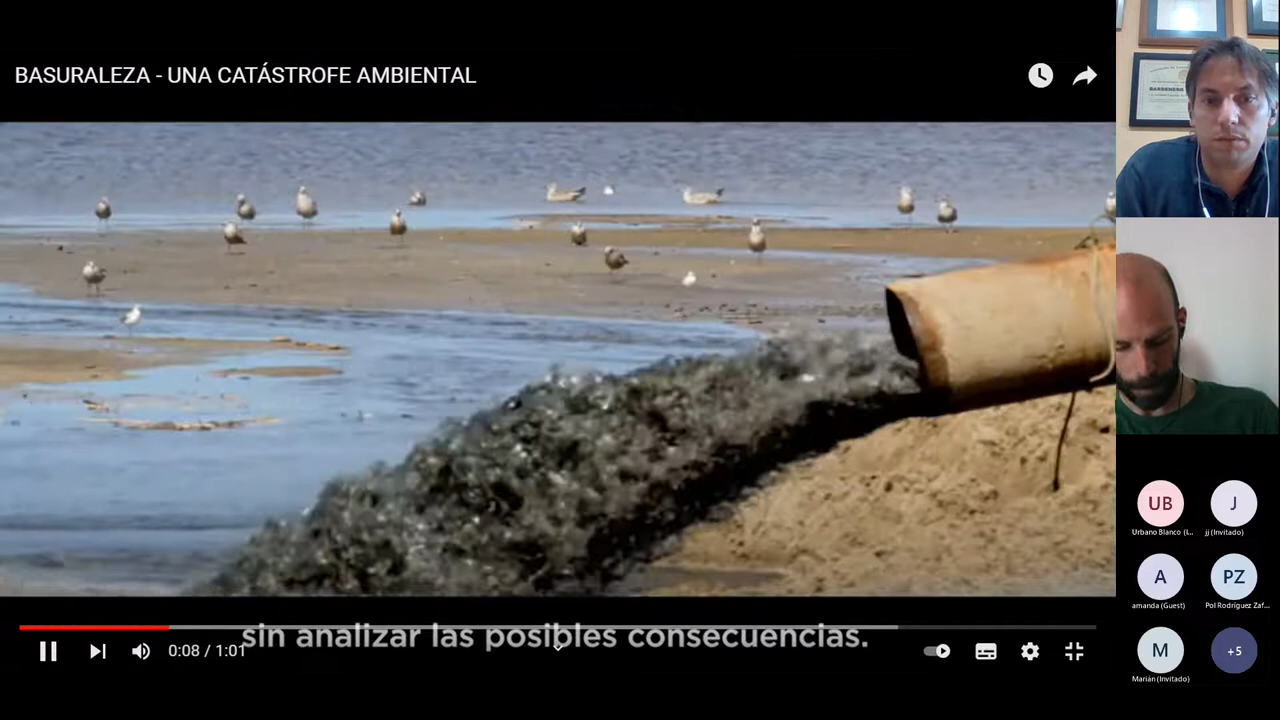 BASURALEZA - UNA CATÁSTROFE AMBIENTAL
sin analizar las posibles consecuencias.
0:08 / 1:01
UB
Urbano Blanco (I...
J
jj (Invitado)
A
amanda (Guest)
PZ
Pol Rodríguez Zaf...
M
Marián (Invitado)
+5